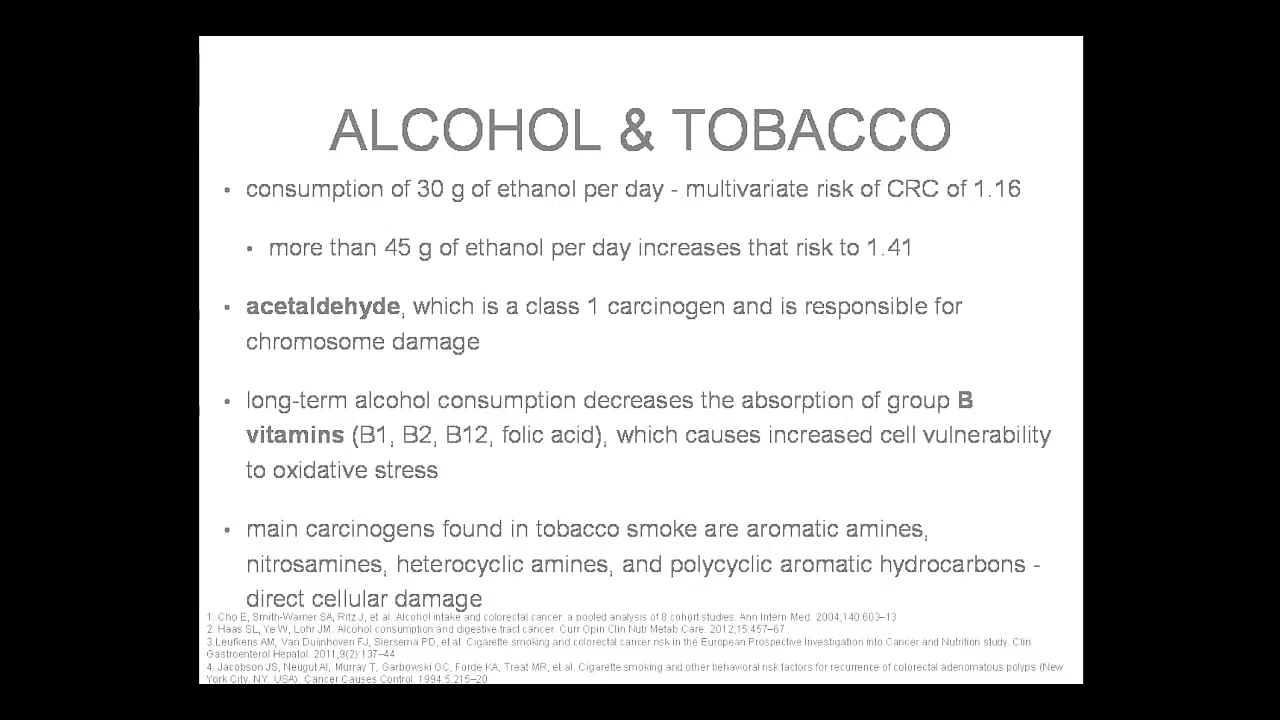 ALCOHOL & TOBACCO
• consumption of 30 g of ethanol per day - multivariate risk of CRC of 1.16
• more than 45 g of ethanol per day increases that risk to 1.41
• acetaldehyde, which is a class 1 carcinogen and is responsible for
chromosome damage
• long-term alcohol consumption decreases the absorption of group B
vitamins (B1, B2, B12, folic acid), which causes increased cell vulnerability
to oxidative stress
• main carcinogens found in tobacco smoke are aromatic amines,
nitrosamines, heterocyclic amines, and polycyclic aromatic hydrocarbons -
direct cellular damage
1. Cho E, Smith-Warner SA, Ritz J, et al. Alcohol intake and colorectal cancer: a pooled analysis of 8 cohort studies. Ann Intern Med. 2004;140:603–13
2. Haas SL, Ye W, Lohr JM. Alcohol consumption and digestive tract cancer. Curr Opin Clin Nutr Metab Care. 2012;15:457–67
3.Leufkens AM, Van Duijnhoven FJ, Siersema PD, et al. Cigarette smoking and colorectal cancer risk in the European Prospective Investigation into Cancer and Nutrition study. Clin
Gastroenterol Hepatol. 2011;9(2):137–44
4. Jacobson JS, Neugut AI, Murray T, Garbowski GC, Forde KA, Treat MR, et al. Cigarette smoking and other behavioral risk factors for recurrence of colorectal adenomatous polyps (New
York City, NY, USA). Cancer Causes Control. 1994;5:215–20